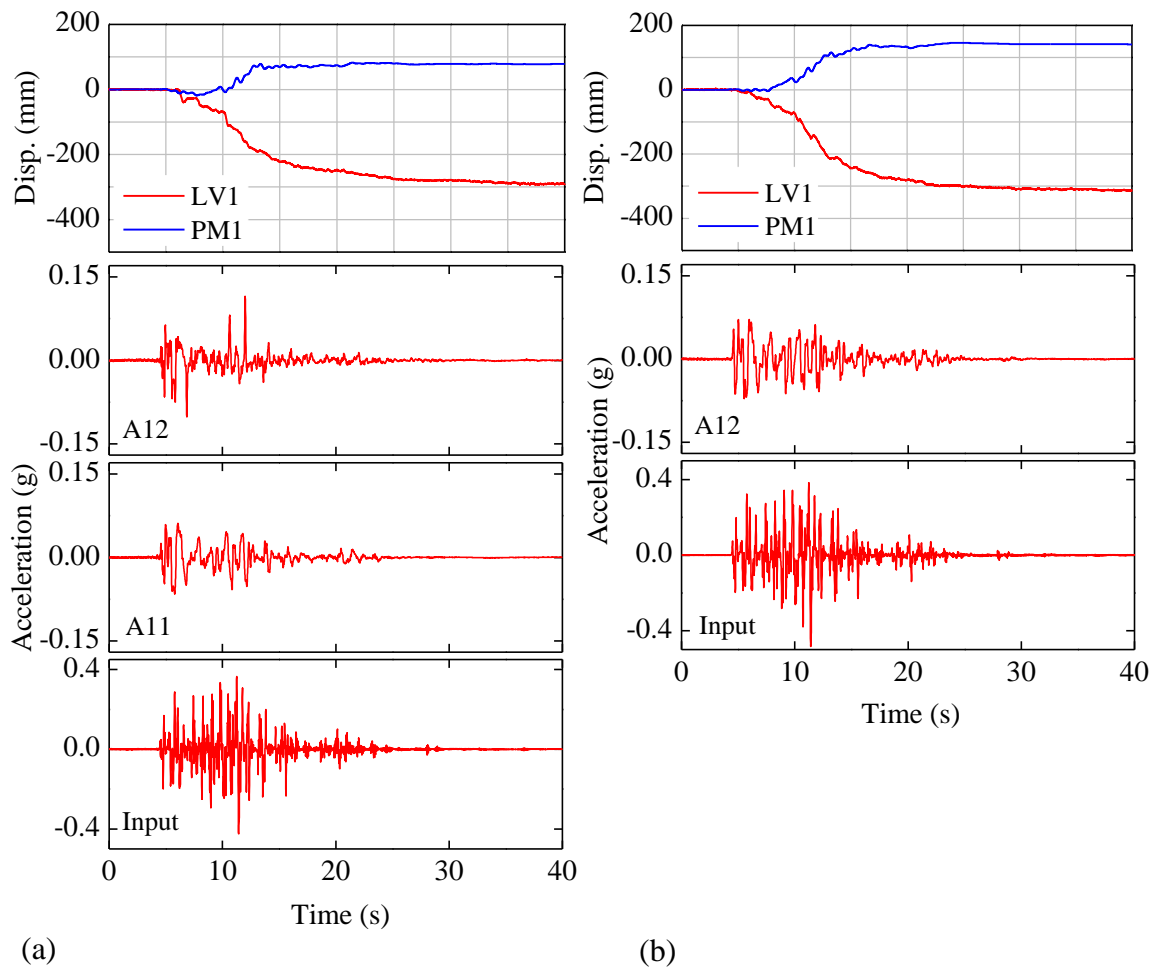 200
0
-200
-400
Disp. (mm)
LV1
PM1
0.15
0.00
-0.15
A12
0.15
0.00
-0.15
A11
Acceleration (g)
0.4
0.0
-0.4
Input
0 10 20 30 40
Time (s)
(a)
200
0
-200
-400
Disp. (mm)
LV1
PM1
0.15
0.00
-0.15
A12
Acceleration (g)
0.4
0.0
-0.4
Input
0 10 20 30 40
Time (s)
(b)